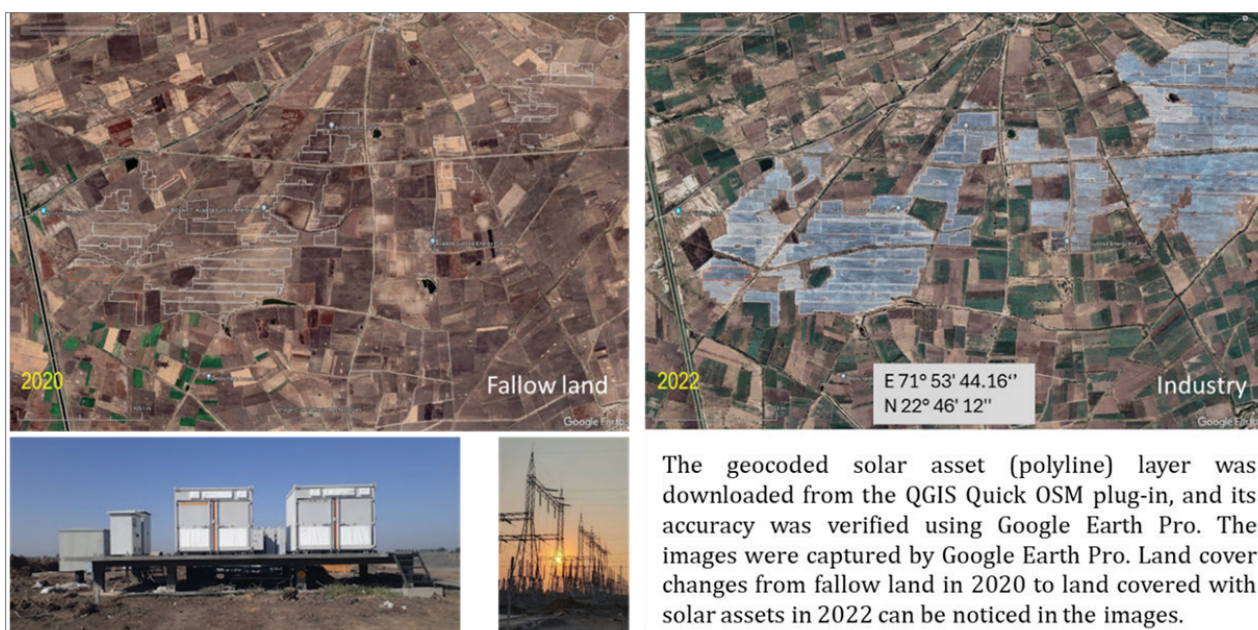 2020
Fallow land
2022
E 71° 53' 44.16‘’
N 22° 46' 12''
Industry
Google Earth
Google Earth
The geocoded solar asset (polyline) layer was
downloaded from the QGIS Quick OSM plug-in, and its
accuracy was verified using Google Earth Pro. The
images were captured by Google Earth Pro. Land cover
changes from fallow land in 2020 to land covered with
solar assets in 2022 can be noticed in the images.